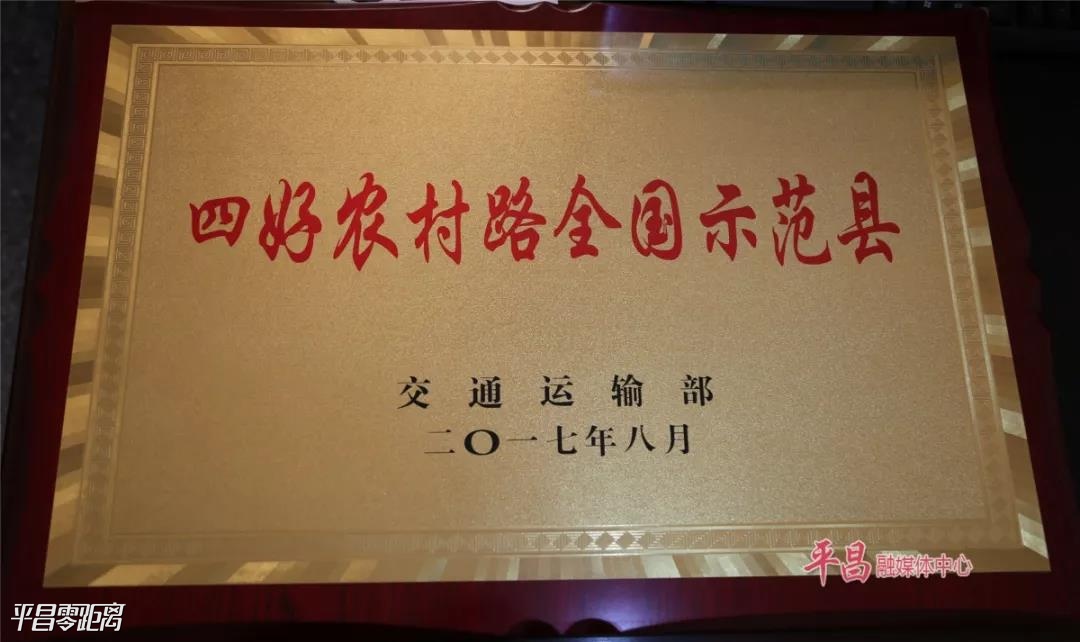 四好农村路全国示范县
交通运输部
二〇一七年八月
平昌融媒体中心
平昌零距离